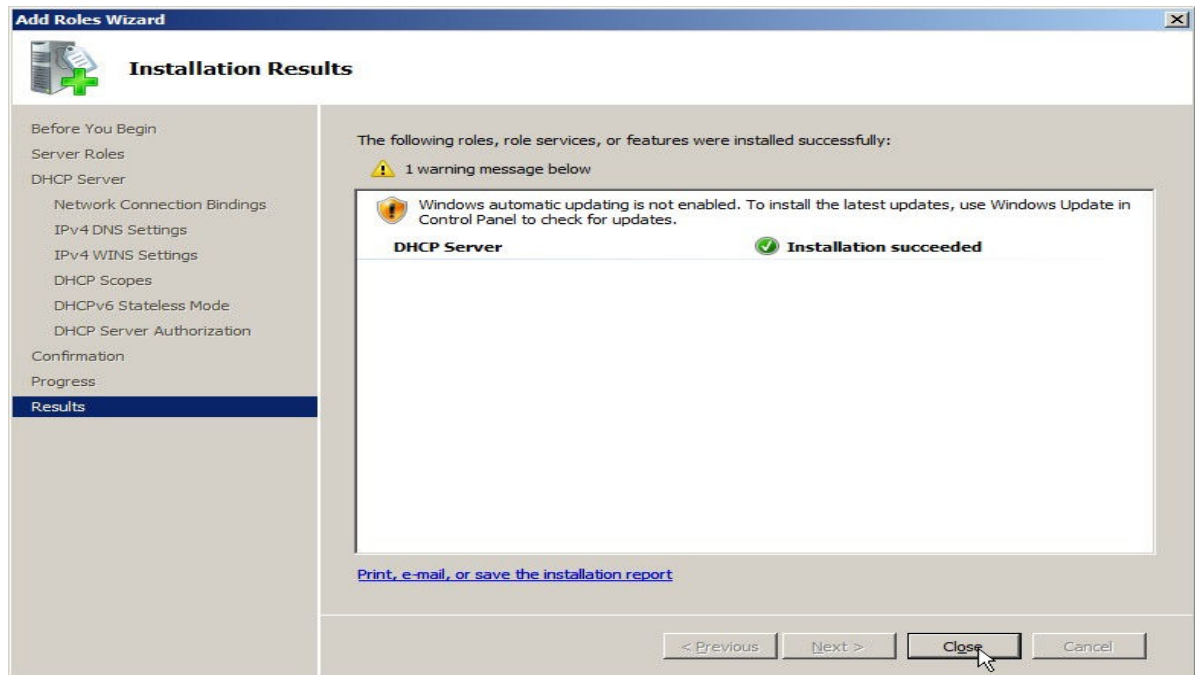 Add Roles Wizard
Installation Results
Before You Begin
Server Roles
DHCP Server
Network Connection Bindings
IPv4 DNS Settings
IPv4 WINS Settings
DHCP Scopes
DHCPv6 Stateless Mode
DHCP Server Authorization
Confirmation
Progress
Results
The following roles, role services, or features were installed successfully:
1 warning message below
Windows automatic updating is not enabled. To install the latest updates, use Windows Update in
Control Panel to check for updates.
DHCP Server Installation succeeded
Print, e-mail, or save the installation report
< Previous Next > Close Cancel